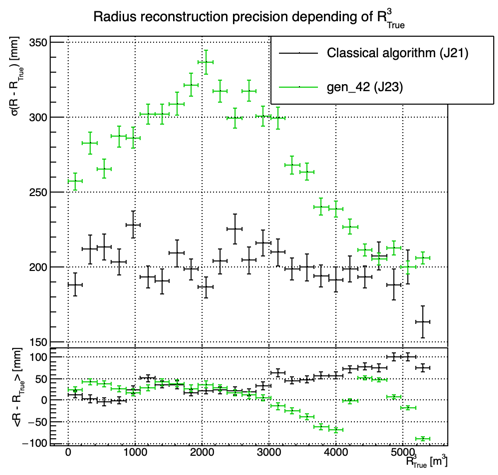 Radius reconstruction precision depending of R³True
σ(R - RTrue) [mm]
350
300
250
200
150
Classical algorithm (J21)
gen_42 (J23)
<R - RTrue> [mm]
100
50
0
−50
−100
0 1000 2000 3000 4000 5000
R³True [m³]